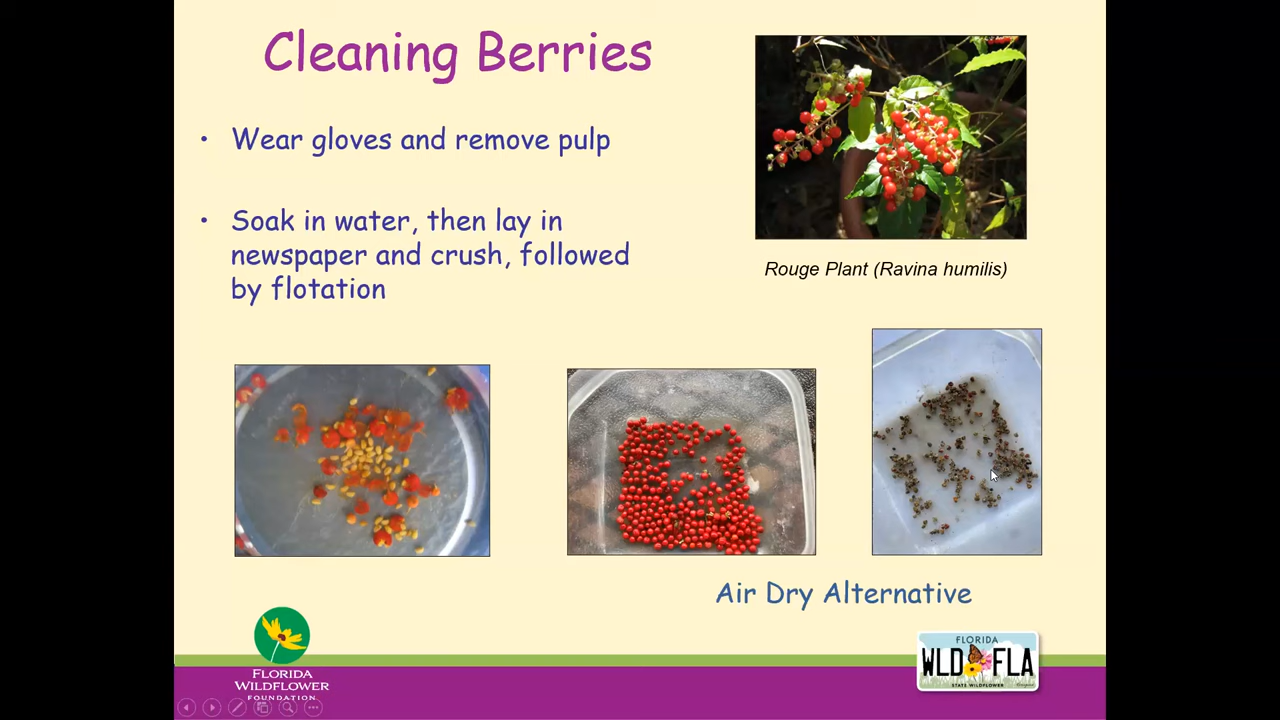 Cleaning Berries
• Wear gloves and remove pulp
• Soak in water, then lay in
newspaper and crush, followed
by flotation
Rouge Plant (Ravina humilis)
Air Dry Alternative
FLORIDA
WILDFLOWER
FOUNDATION
FLORIDA
WLD FLA
STATE WILDFLOWER